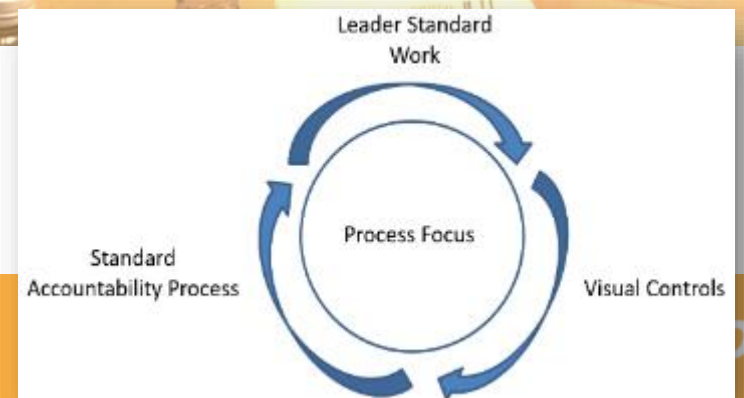 Leader Standard
Work
Process Focus
Standard
Accountability Process
Visual Controls